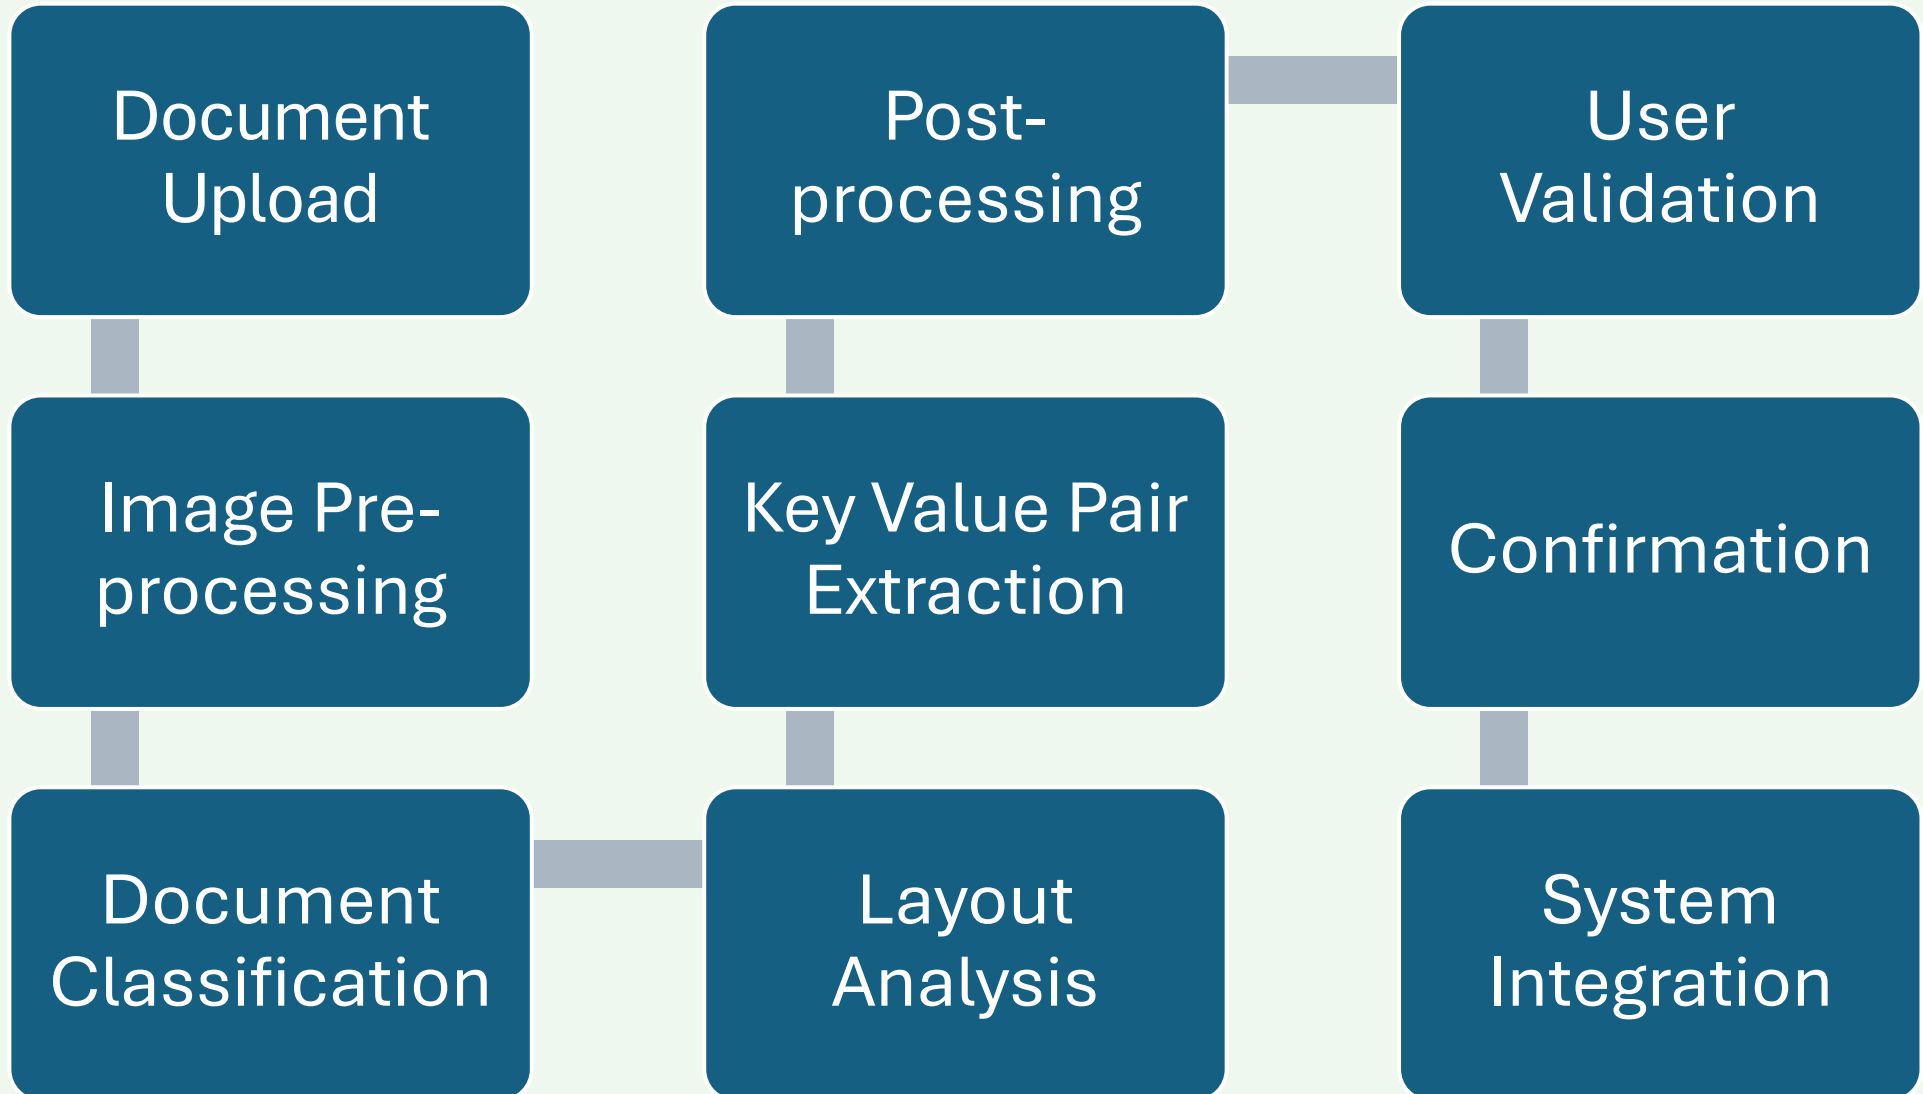 Document
Upload
Image Pre-
processing
Document
Classification
Layout
Analysis
Key Value Pair
Extraction
Post-
processing
User
Validation
Confirmation
System
Integration